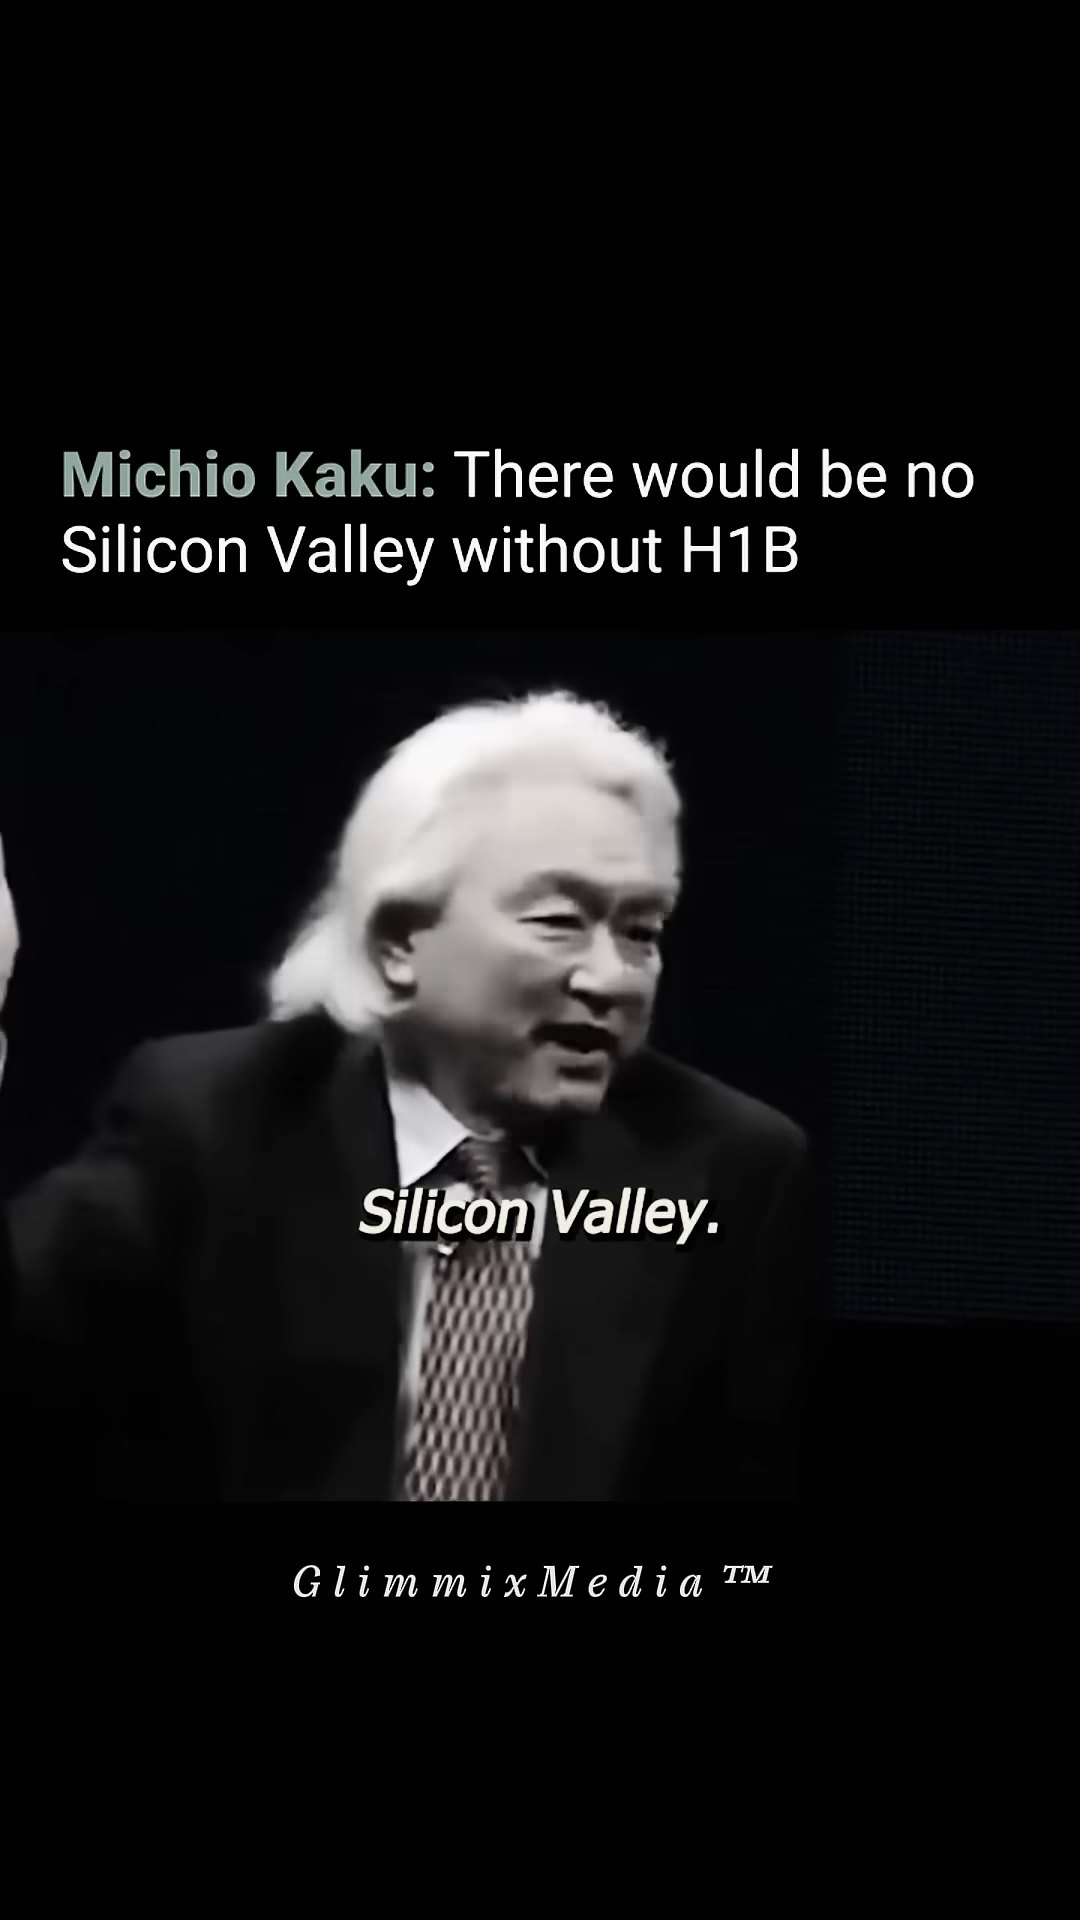 Michio Kaku: There would be no
Silicon Valley without H1B
Silicon Valley.
GlimmixMedia™